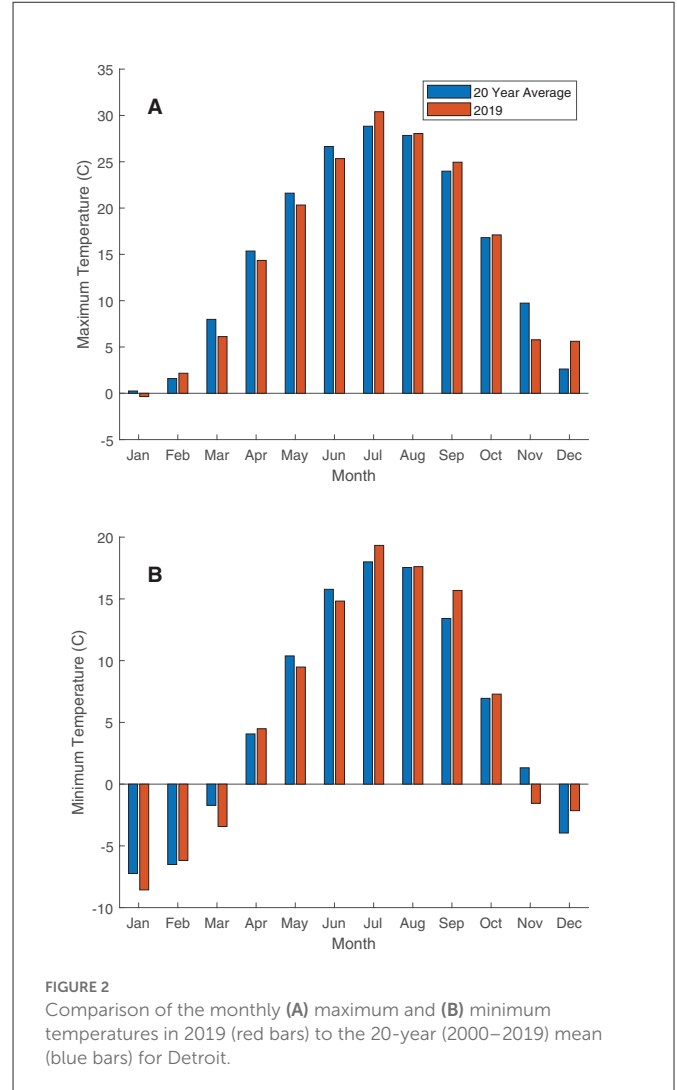 A
20 Year Average
2019
Maximum Temperature (C)
35
30
25
20
15
10
5
0
-5
Jan Feb Mar Apr May Jun Jul Aug Sep Oct Nov Dec
Month
B
Minimum Temperature (C)
20
15
10
5
0
-5
-10
Jan Feb Mar Apr May Jun Jul Aug Sep Oct Nov Dec
Month
FIGURE 2
Comparison of the monthly (A) maximum and (B) minimum
temperatures in 2019 (red bars) to the 20-year (2000–2019) mean
(blue bars) for Detroit.